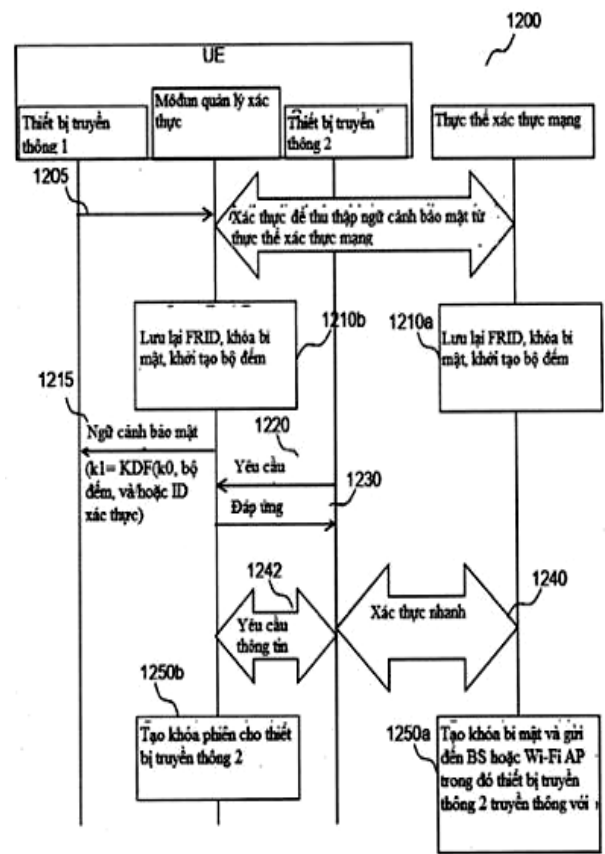 1200
UE
Thiết bị truyền
thông 1
Môđun quản lý xác
thực
Thiết bị truyền
thông 2
Thực thể xác thực mạng
1205
Xác thực để thu thập ngữ cảnh bảo mật từ
thực thể xác thực mạng
1210b
1210a
Lưu lại FRID, khóa bí
mật, khởi tạo bộ đếm
Lưu lại FRID, khóa bí
mật, khởi tạo bộ đếm
1215
Ngữ cảnh bảo mật
(k1= KDF(k0, bộ
đếm, và/hoặc ID
xác thực)
1220
Yêu cầu
1230
Đáp ứng
1242
1240
Yêu cầu
thông tin
Xác thực nhanh
1250b
Tạo khóa phiên cho thiết
bị truyền thông 2
1250a
Tạo khóa bí mật và gửi
đến BS hoặc Wi-Fi AP
trong đó thiết bị truyền
thông 2 truyền thông với